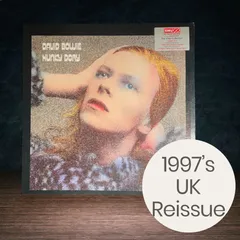 DAVID BOWIE
HUNKY DORY
1997's
UK
Reissue